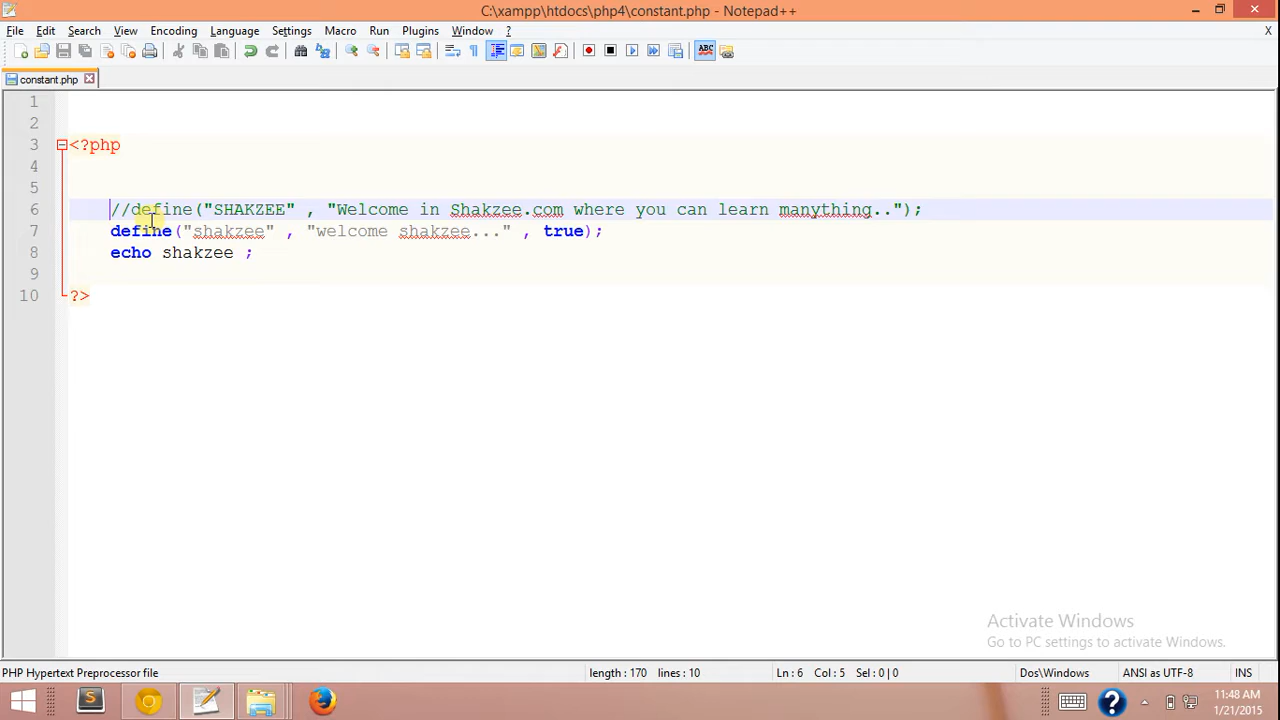 C:\xampp\htdocs\php4\constant.php - Notepad++
File Edit Search View Encoding Language Settings Macro Run Plugins Window ? X
constant.php
1
2
3 <?php
4
5
6 //define("SHAKZEE" , "Welcome in Shakzee.com where you can learn manything..");
7 define("shakzee" , "welcome shakzee..." , true);
8 echo shakzee ;
9
10 ?>
Activate Windows
Go to PC settings to activate Windows.
PHP Hypertext Preprocessor file length : 170 lines : 10 Ln : 6 Col : 5 Sel : 0 | 0 Dos\Windows ANSI as UTF-8 INS
11:48 AM
1/21/2015